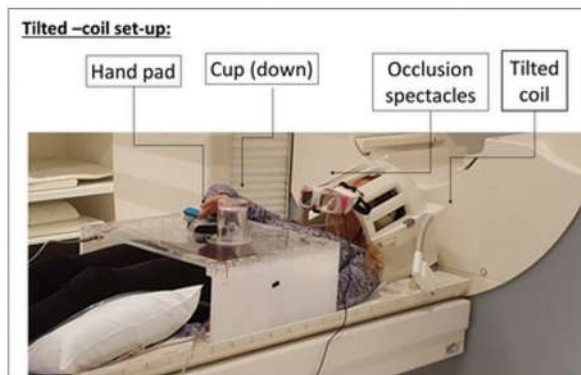 Tilted –coil set-up:
Hand pad
Cup (down)
Occlusion
spectacles
Tilted
coil